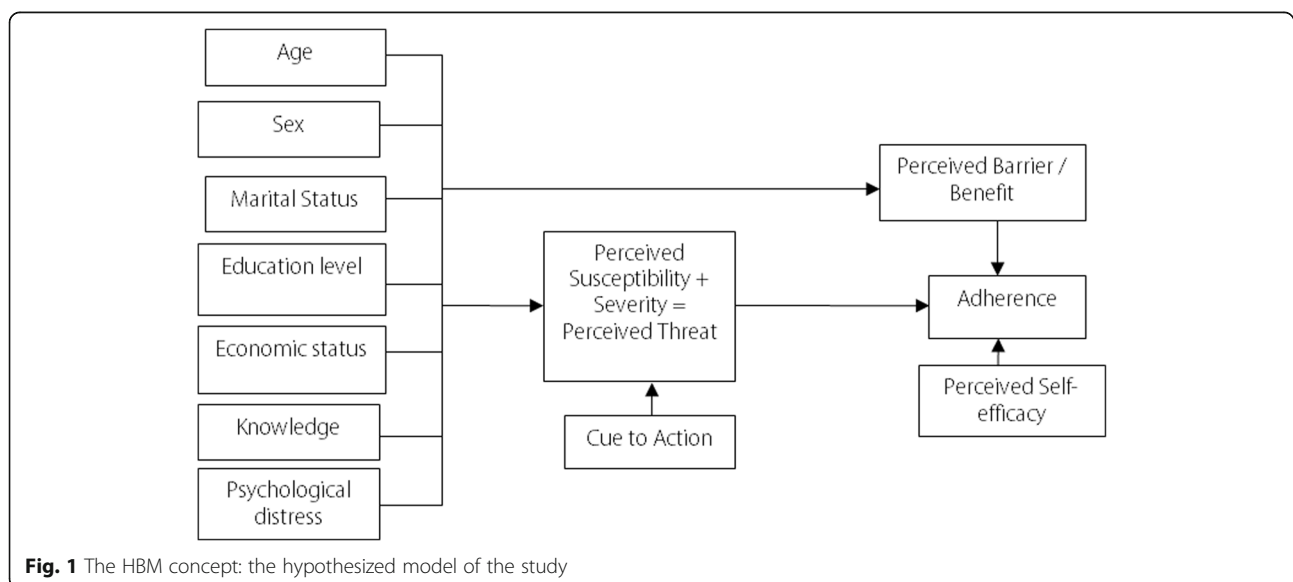 Age
Sex
Marital Status
Education level
Economic status
Knowledge
Psychological
distress
Perceived
Susceptibility +
Severity =
Perceived Threat
Cue to Action
Perceived Barrier /
Benefit
Adherence
Perceived Self-
efficacy
Fig. 1 The HBM concept: the hypothesized model of the study